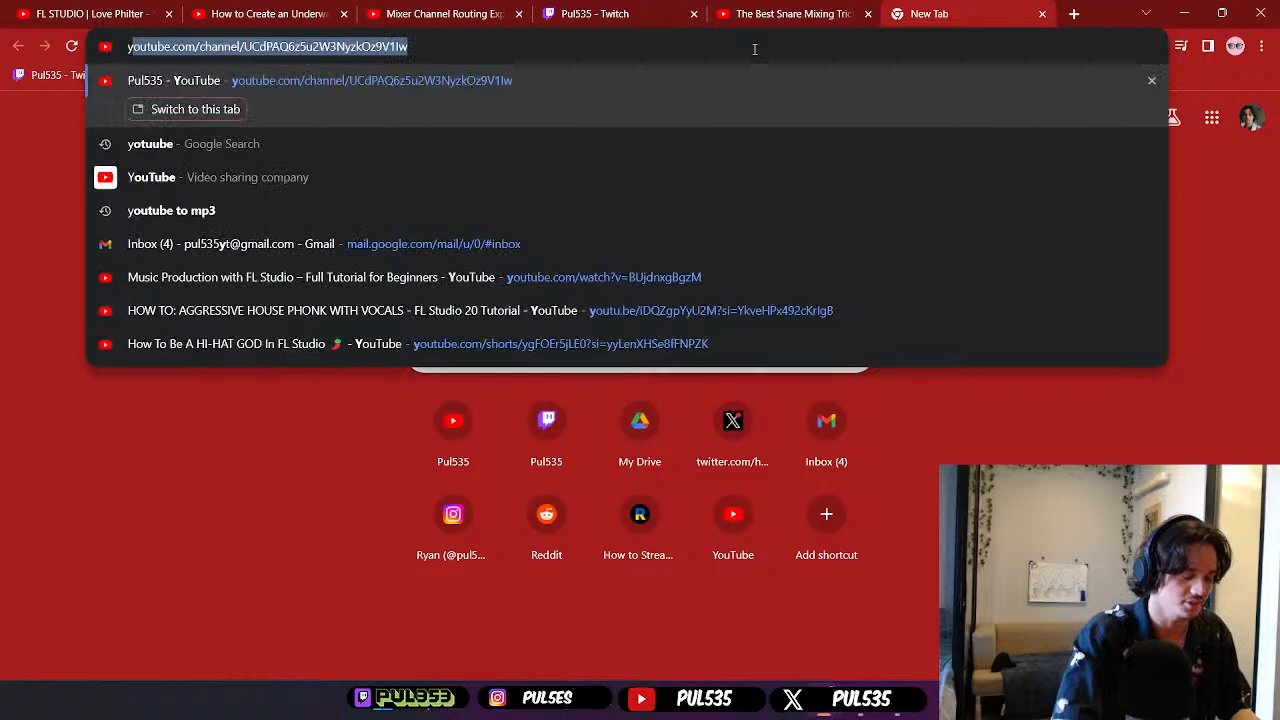 FL STUDIO | Love Philter -
How to Create an Underw
Mixer Channel Routing Exp
Pul535 - Twitch
The Best Snare Mixing Tric
New Tab
youtube.com/channel/UCdPAQ6z5u2W3NyzkOz9V1Iw
Pul535 - Twi
Pul535 - YouTube - youtube.com/channel/UCdPAQ6z5u2W3NyzkOz9V1Iw
Switch to this tab
yotuube - Google Search
YouTube - Video sharing company
youtube to mp3
Inbox (4) - pul535yt@gmail.com - Gmail - mail.google.com/mail/u/0/#inbox
Music Production with FL Studio – Full Tutorial for Beginners - YouTube - youtube.com/watch?v=BUjdnxgBgzM
HOW TO: AGGRESSIVE HOUSE PHONK WITH VOCALS - FL Studio 20 Tutorial - YouTube - youtu.be/iDQZgpYyU2M?si=YkveHPx492cKrIgB
How To Be A HI-HAT GOD In FL Studio 🌶️ - YouTube - youtube.com/shorts/ygFOEr5jLE0?si=yyLenXHSe8fFNPZK
Pul535
Pul535
My Drive
twitter.com/h...
Inbox (4)
Ryan (@pul5...
Reddit
How to Strea...
YouTube
Add shortcut
PUL353
PUL5ES
PUL535
PUL535